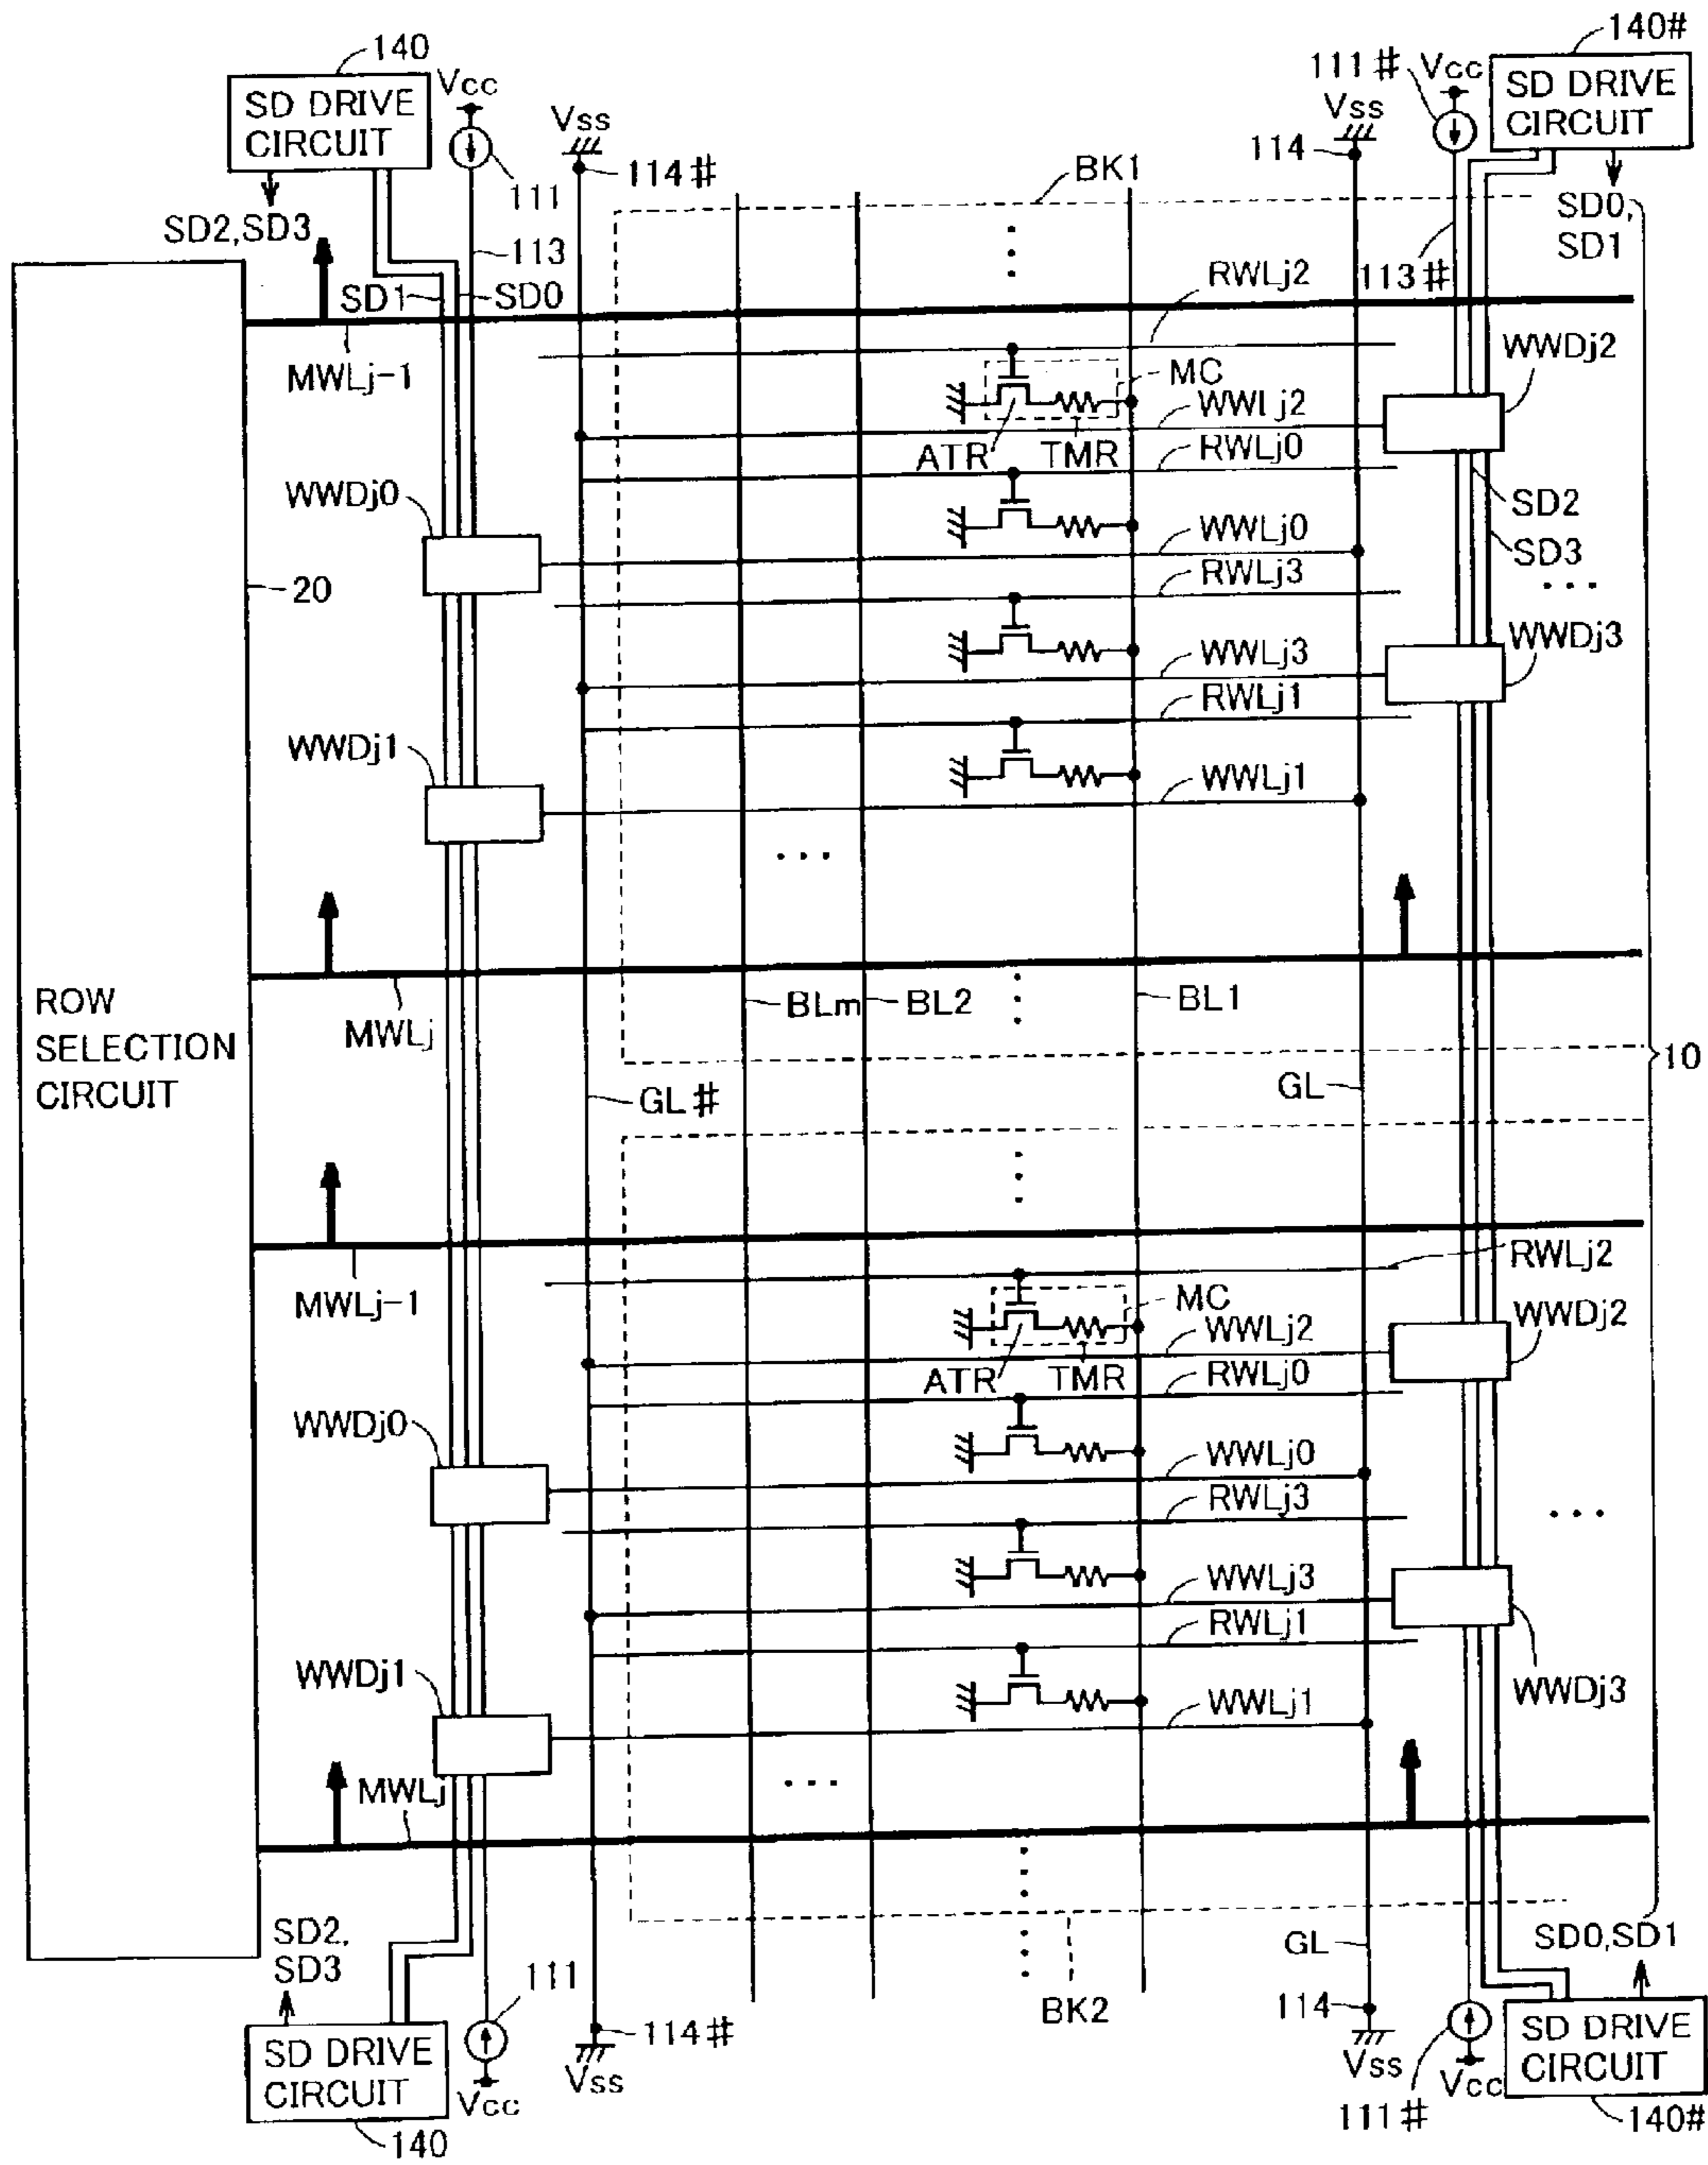 140
SD DRIVE
CIRCUIT
Vcc
111
SD2,SD3
113
SD1
SD0
Vss
114#
BK1
114
Vss
111#
Vcc
140#
SD DRIVE
CIRCUIT
SD0,
SD1
113#
MWLj-1
RWLj2
MC
WWLj2
ATR
TMR
RWLj0
WWDj2
SD2
SD3
...
WWDj0
WWLj0
20
RWLj3
WWLj3
WWDj3
RWLj1
WWDj1
WWLj1
...
ROW
SELECTION
CIRCUIT
MWLj
BLm
BL2
BL1
GL#
GL
10
MWLj-1
RWLj2
MC
WWLj2
ATR
TMR
RWLj0
WWDj2
WWDj0
WWLj0
RWLj3
...
WWLj3
RWLj1
WWDj3
WWDj1
WWLj1
...
MWLj
SD2,
SD3
111
GL
SD0,SD1
BK2
114
114#
Vss
Vss
SD DRIVE
CIRCUIT
Vcc
140
Vcc
111#
SD DRIVE
CIRCUIT
140#